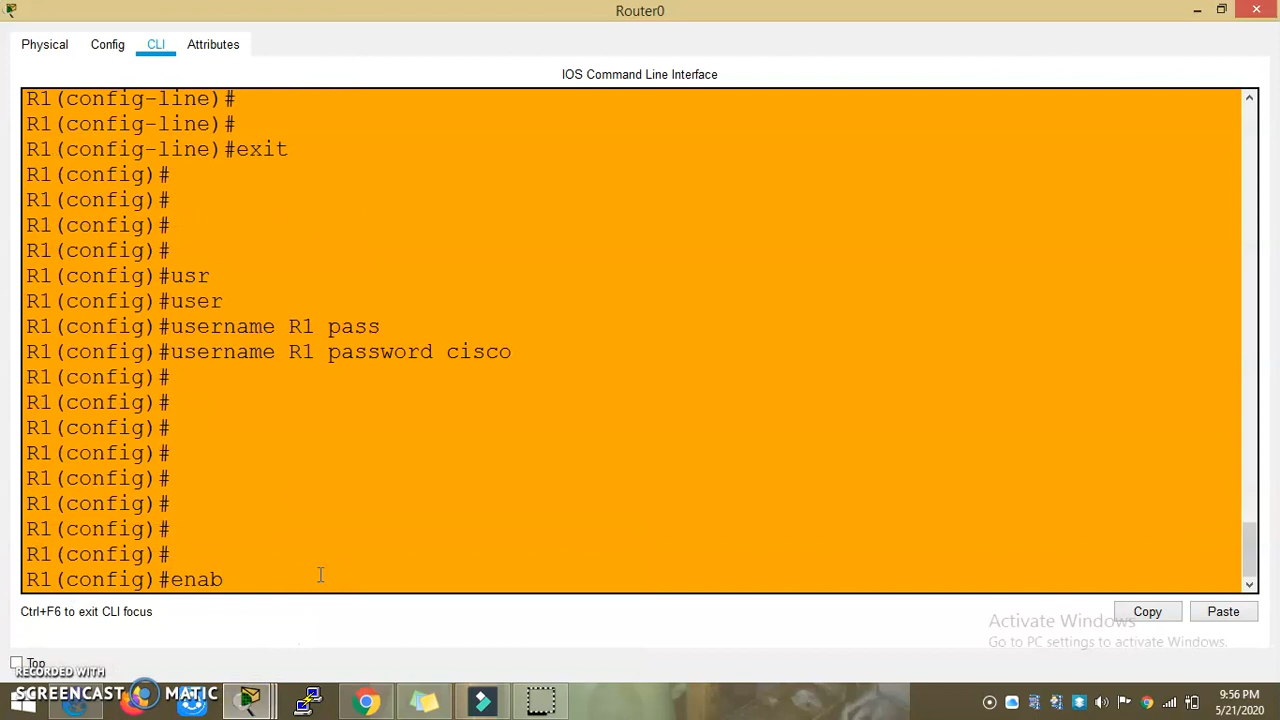 Router0
Physical Config CLI Attributes
IOS Command Line Interface
R1(config-line)#
R1(config-line)#
R1(config-line)#exit
R1(config)#
R1(config)#
R1(config)#
R1(config)#
R1(config)#usr
R1(config)#user
R1(config)#username R1 pass
R1(config)#username R1 password cisco
R1(config)#
R1(config)#
R1(config)#
R1(config)#
R1(config)#
R1(config)#
R1(config)#
R1(config)#
R1(config)#enab
Ctrl+F6 to exit CLI focus
Copy Paste
Activate Windows
Go to PC settings to activate Windows.
Top
RECORDED WITH
SCREENCAST MATIC
9:56 PM
5/21/2020